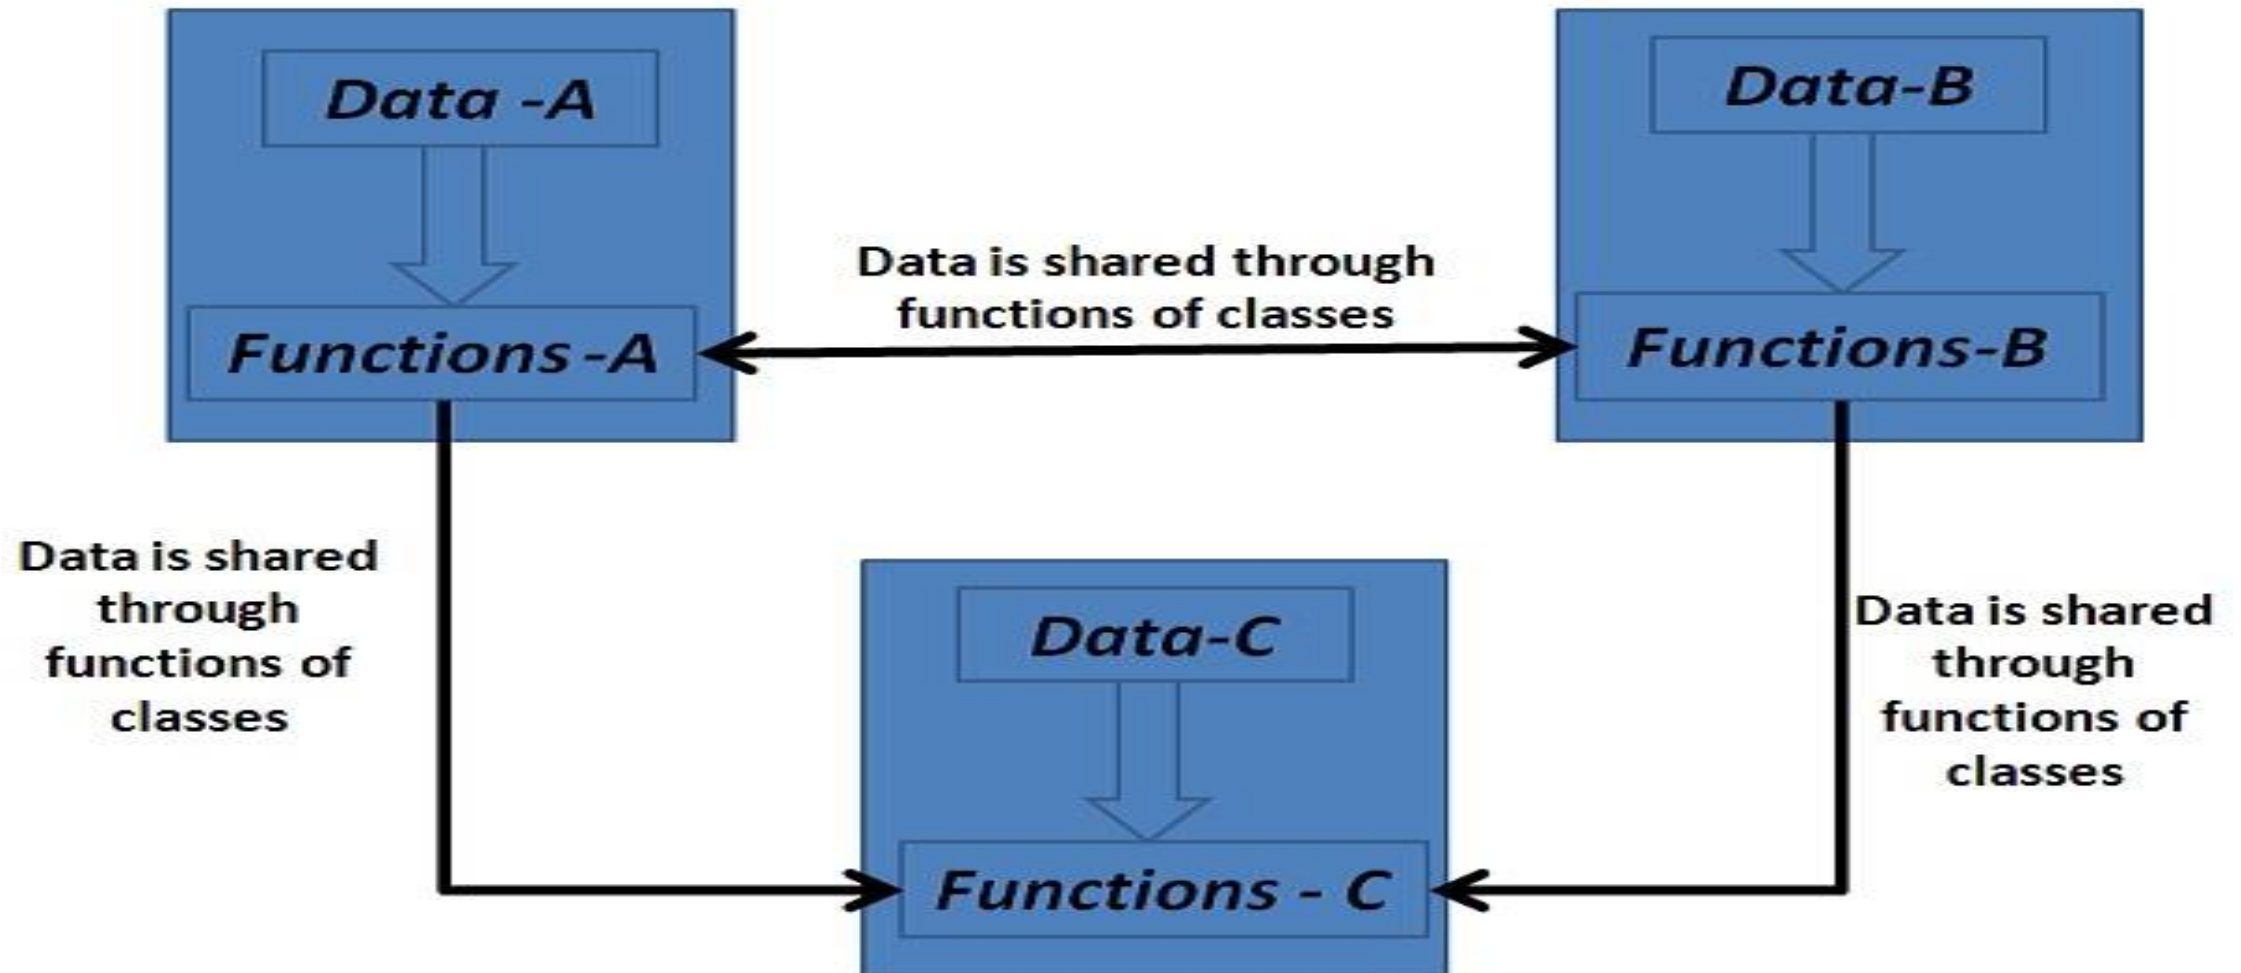 Data -A
Data-B
Data is shared through
functions of classes
Functions -A
Functions-B
Data is shared
through
functions of
classes
Data-C
Data is shared
through
functions of
classes
Functions - C